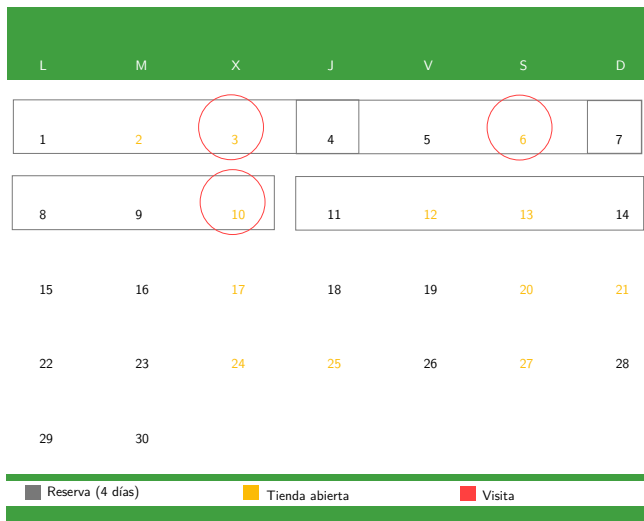 L M X J V S D
1 2 3 4 5 6 7
8 9 10 11 12 13 14
15 16 17 18 19 20 21
22 23 24 25 26 27 28
29 30
Reserva (4 días) Tienda abierta Visita